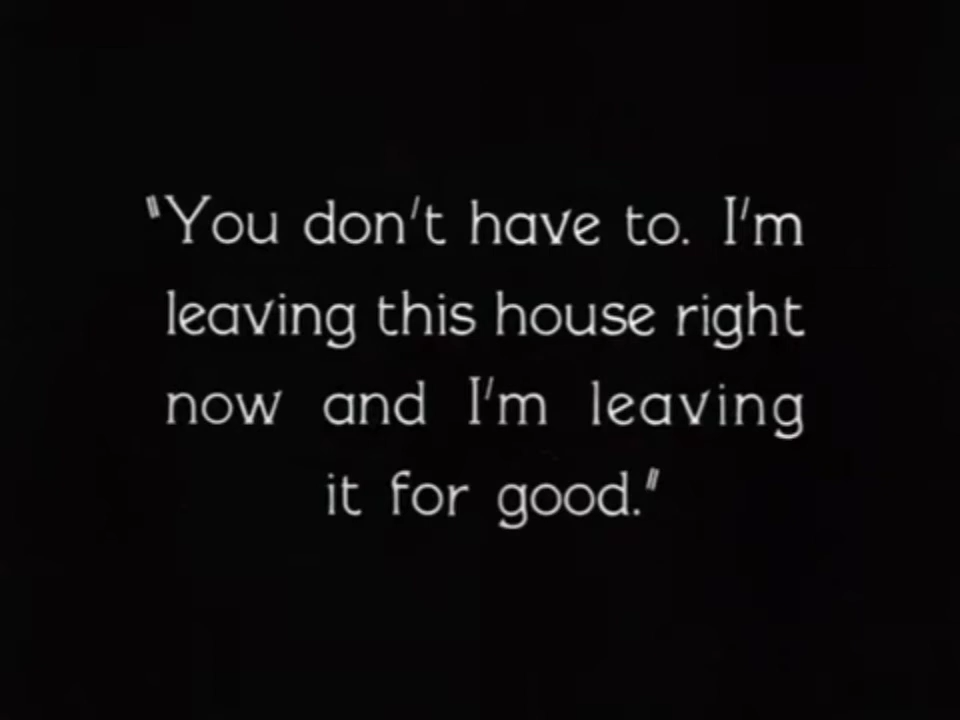 "You don't have to. I'm
leaving this house right
now and I'm leaving
it for good."